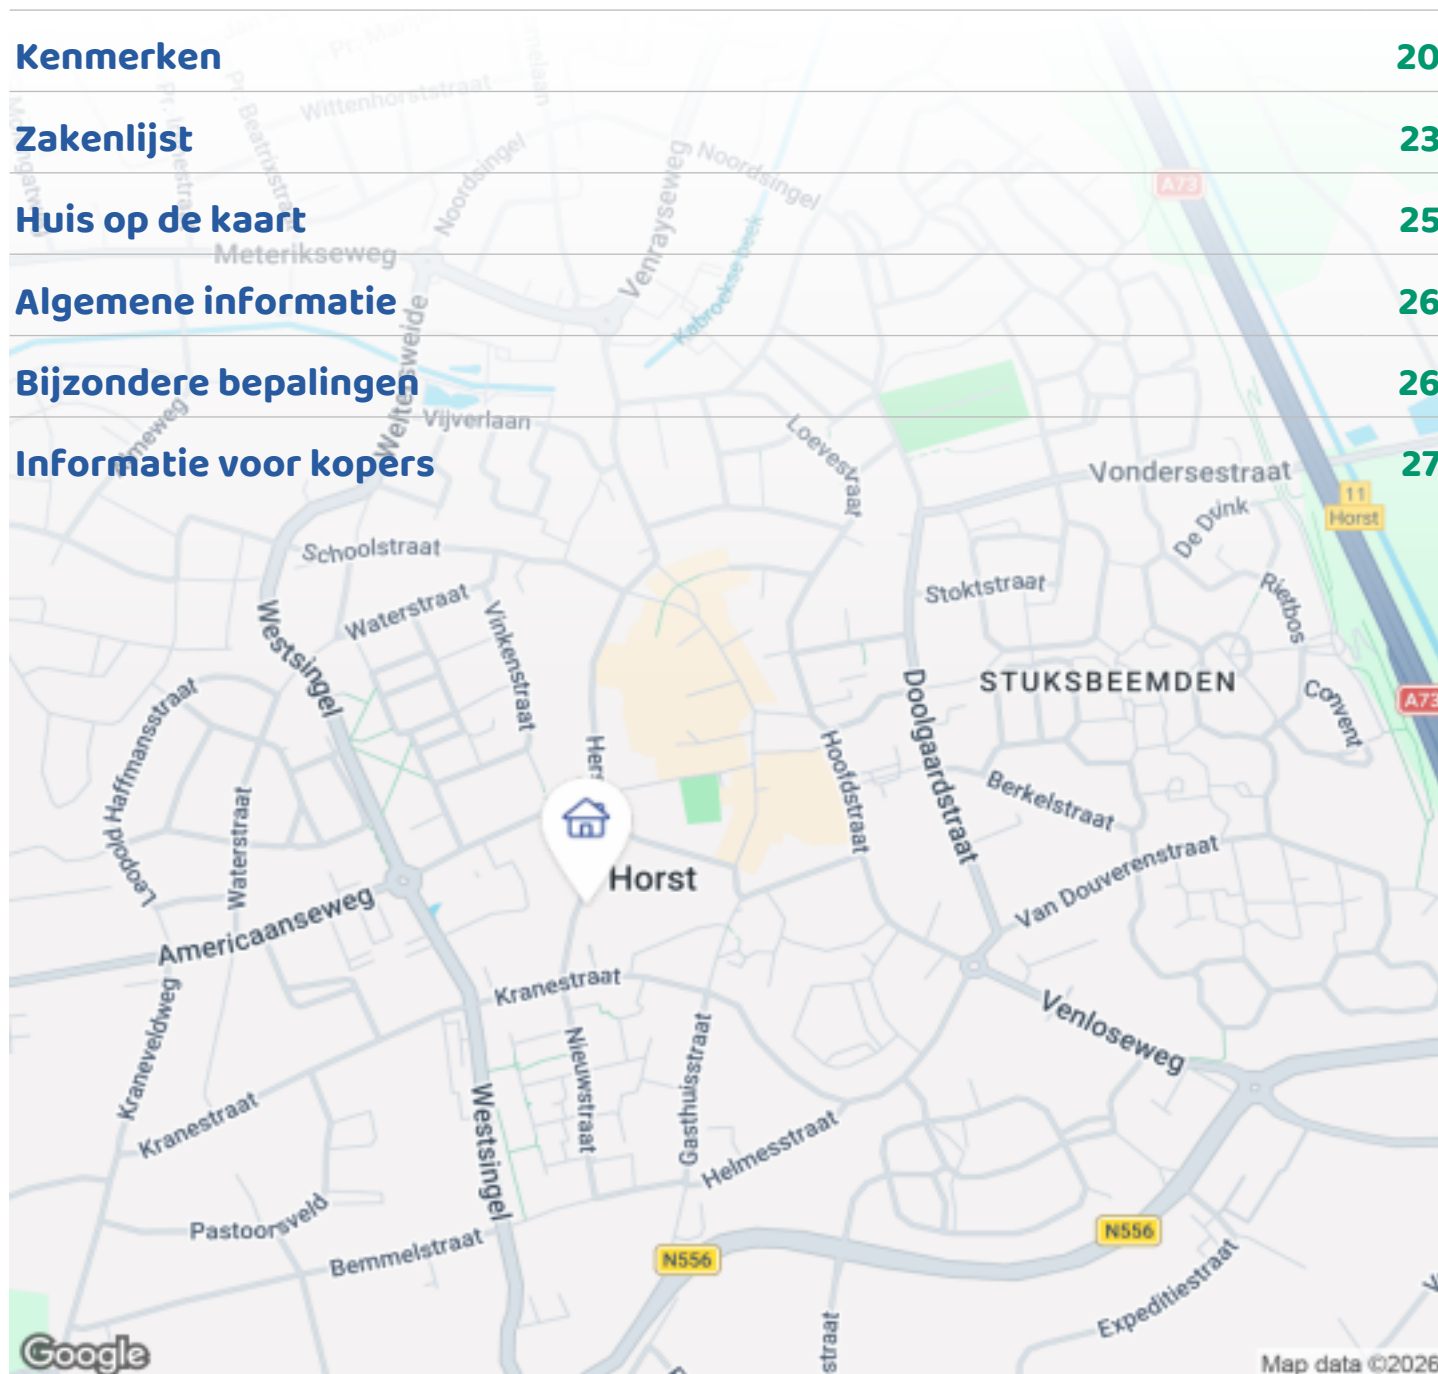 Kenmerken 20
Zakenlijst 23
Huis op de kaart 25
Algemene informatie 26
Bijzondere bepalingen 26
Informatie voor kopers 27
Wittenhorststraat
Pr. Beatrixstraat
Noordsingel
Noordsingel
Venrayseweg
A73
Meterikseweg
Kabroeksebeek
Weltersweide
Vijverlaan
Loevestraat
Vondersestraat
11
Horst
De Dunk
Schoolstraat
Stoktstraat
Rietbos
Waterstraat
Vinkenstraat
Westsingel
STUKSBEEMDEN
Convent
A73
Leopold Haffmansstraat
Doolgaardstraat
Hoofdstraat
Berkelstraat
Waterstraat
Van Douverenstraat
Horst
Americaanseweg
Kranestraat
Kraneveldweg
Venloseweg
Nieuwstraat
Gasthuisstraat
Kranestraat
Westsingel
Helmesstraat
Pastoorsveld
Bemmelstraat
N556
N556
Expeditiestraat
straat
Google
Map data ©2026